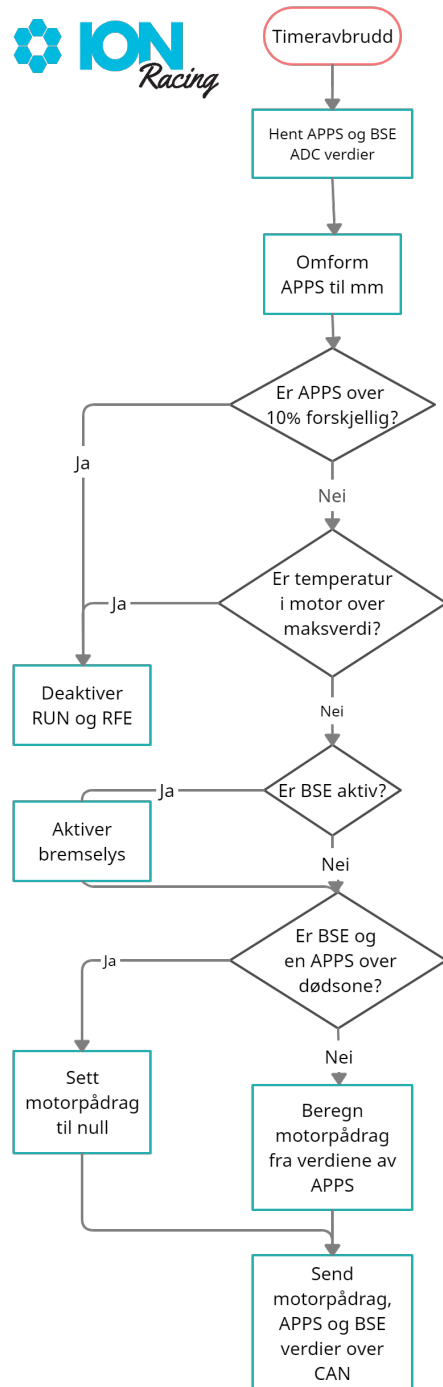 ION
Racing
Timeravbrudd
Hent APPS og BSE
ADC verdier
Omform
APPS til mm
Er APPS over
10% forskjellig?
Ja
Nei
Er temperatur
i motor over
maksverdi?
Ja
Nei
Deaktiver
RUN og RFE
Er BSE aktiv?
Ja
Nei
Aktiver
bremselys
Er BSE og
en APPS over
dødsone?
Ja
Nei
Sett
motorpådrag
til null
Beregn
motorpådrag
fra verdiene av
APPS
Send
motorpådrag,
APPS og BSE
verdier over
CAN